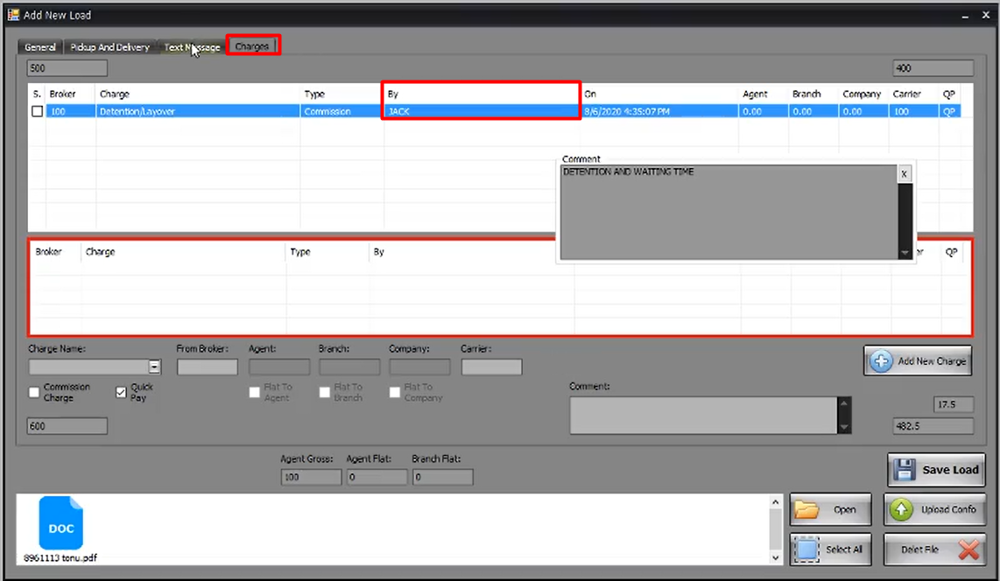 Add New Load
General Pickup And Delivery Text Message Charges
500 400
S. Broker Charge Type By On Agent Branch Company Carrier QP
100 Detention/Layover Commission JACK 8/6/2020 4:35:07 PM 0.00 0.00 0.00 100 QP
Comment
DETENTION AND WAITING TIME x
Broker Charge Type By er QP
Charge Name: From Broker: Agent: Branch: Company: Carrier:
Add New Charge
Commission Charge Quick Pay Flat To Agent Flat To Branch Flat To Company
Comment:
17.5
600 482.5
Agent Gross: Agent Flat: Branch Flat:
100 0 0
Save Load
DOC
8961113 tonu.pdf
Open Upload Confo
Select All Delet File